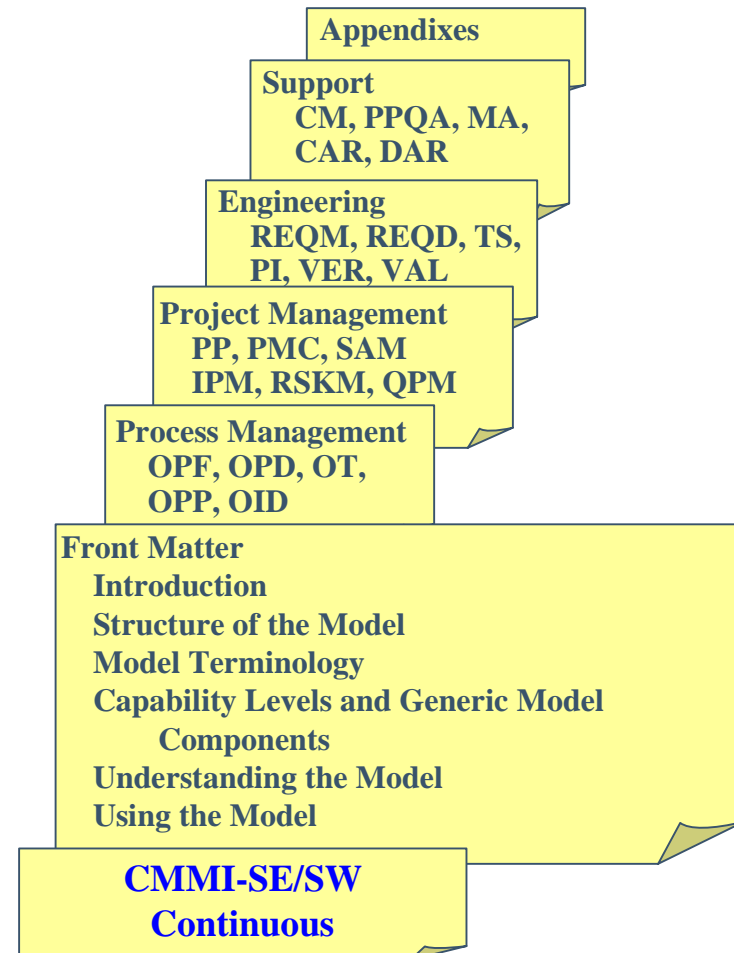 Appendixes
Support
CM, PPQA, MA,
CAR, DAR
Engineering
REQM, REQD, TS,
PI, VER, VAL
Project Management
PP, PMC, SAM
IPM, RSKM, QPM
Process Management
OPF, OPD, OT,
OPP, OID
Front Matter
Introduction
Structure of the Model
Model Terminology
Capability Levels and Generic Model
Components
Understanding the Model
Using the Model
CMMI-SE/SW
Continuous